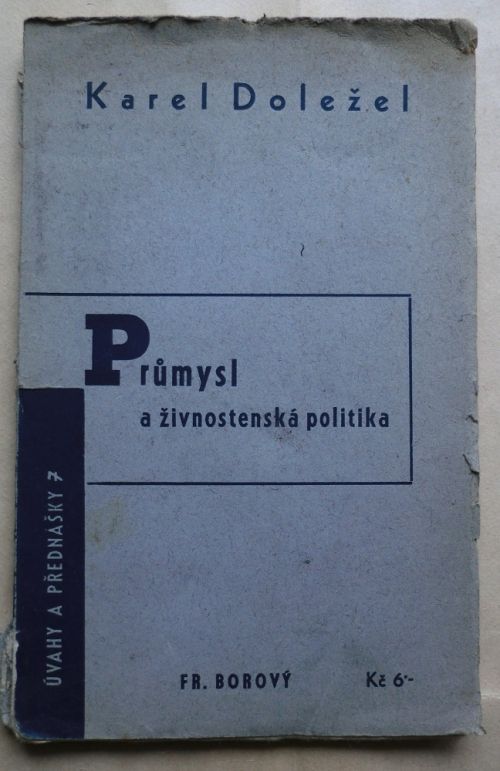 Karel Doležel
Průmysl
a živnostenská politika
ÚVAHY A PŘEDNÁŠKY 7
FR. BOROVÝ
Kč 6·-